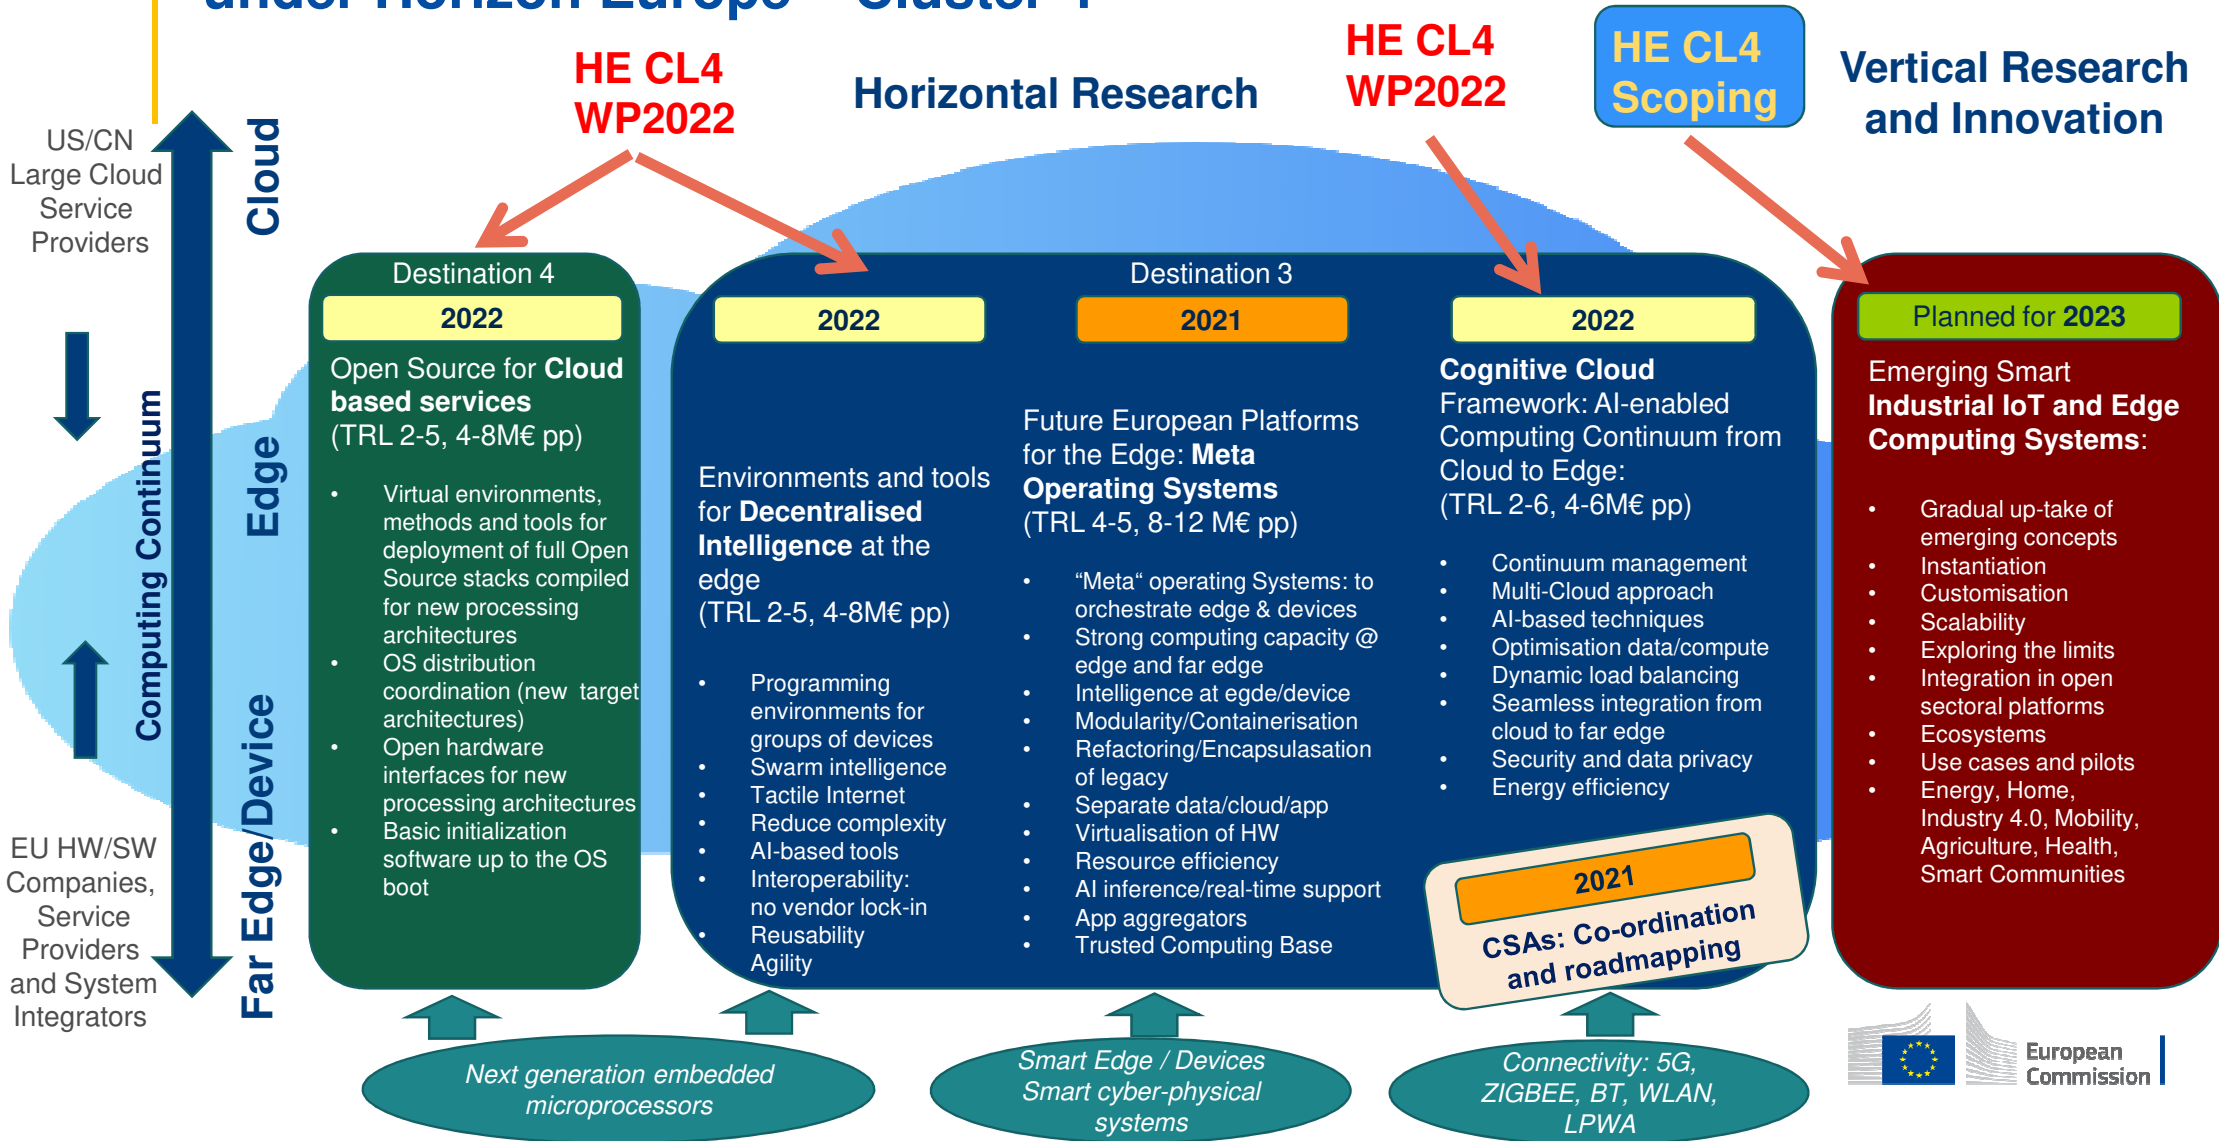 under Horizon Europe - Cluster 4
HE CL4
WP2022
Horizontal Research
HE CL4
WP2022
HE CL4
Scoping
Vertical Research
and Innovation
US/CN
Large Cloud
Service
Providers
Cloud
Edge
Far Edge/Device
Computing Continuum
EU HW/SW
Companies,
Service
Providers
and System
Integrators
Destination 4
2022
Open Source for Cloud
based services
(TRL 2-5, 4-8M€ pp)
• Virtual environments,
methods and tools for
deployment of full Open
Source stacks compiled
for new processing
architectures
• OS distribution
coordination (new target
architectures)
• Open hardware
interfaces for new
processing architectures
• Basic initialization
software up to the OS
boot
Destination 3
2022
Environments and tools
for Decentralised
Intelligence at the
edge
(TRL 2-5, 4-8M€ pp)
• Programming
environments for
groups of devices
• Swarm intelligence
• Tactile Internet
• Reduce complexity
• AI-based tools
• Interoperability:
no vendor lock-in
• Reusability
Agility
2021
Future European Platforms
for the Edge: Meta
Operating Systems
(TRL 4-5, 8-12 M€ pp)
• “Meta“ operating Systems: to
orchestrate edge & devices
• Strong computing capacity @
edge and far edge
• Intelligence at egde/device
• Modularity/Containerisation
• Refactoring/Encapsulasation
of legacy
• Separate data/cloud/app
• Virtualisation of HW
• Resource efficiency
• AI inference/real-time support
• App aggregators
• Trusted Computing Base
2022
Cognitive Cloud
Framework: AI-enabled
Computing Continuum from
Cloud to Edge:
(TRL 2-6, 4-6M€ pp)
• Continuum management
• Multi-Cloud approach
• AI-based techniques
• Optimisation data/compute
• Dynamic load balancing
• Seamless integration from
cloud to far edge
• Security and data privacy
• Energy efficiency
2021
CSAs: Co-ordination
and roadmapping
Planned for 2023
Emerging Smart
Industrial IoT and Edge
Computing Systems:
• Gradual up-take of
emerging concepts
• Instantiation
• Customisation
• Scalability
• Exploring the limits
• Integration in open
sectoral platforms
• Ecosystems
• Use cases and pilots
• Energy, Home,
Industry 4.0, Mobility,
Agriculture, Health,
Smart Communities
Next generation embedded
microprocessors
Smart Edge / Devices
Smart cyber-physical
systems
Connectivity: 5G,
ZIGBEE, BT, WLAN,
LPWA
European
Commission